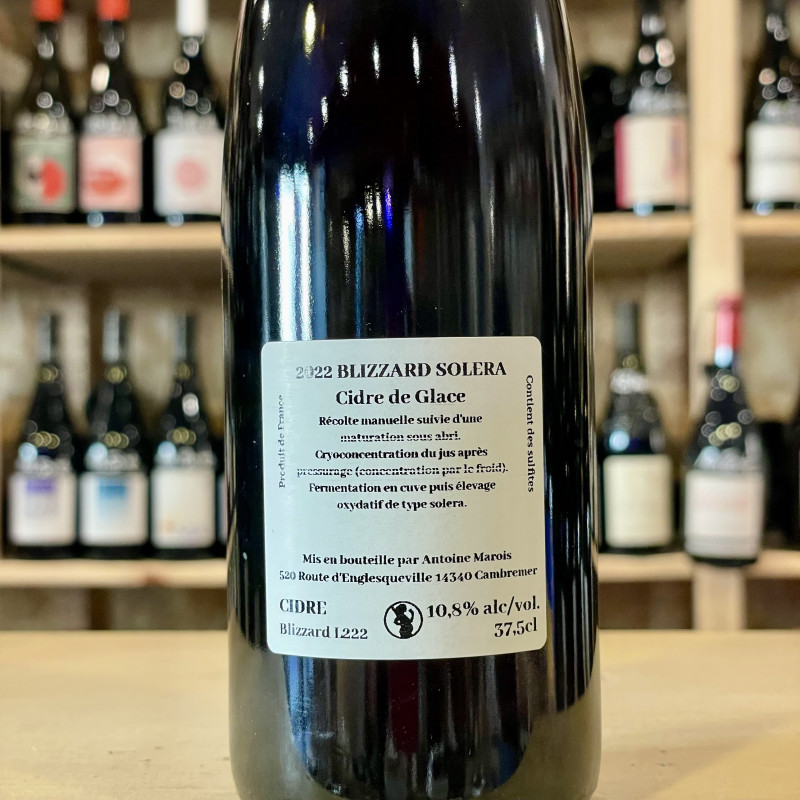 2022 BLIZZARD SOLERA
Cidre de Glace
Récolte manuelle suivie d'une
maturation sous abri.
Cryoconcentration du jus après
pressurage (concentration par le froid).
Fermentation en cuve puis élevage
oxydatif de type solera.
Produit de France
Contient des sulfites
Mis en bouteille par Antoine Marois
520 Route d'Englesqueville 14340 Cambremer
CIDRE
Blizzard L222
10,8% alc/vol.
37,5cl